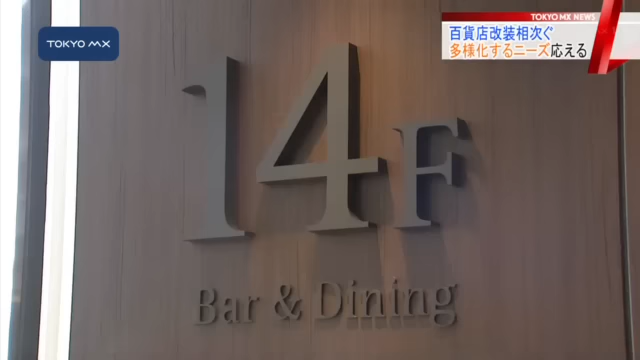 TOKYO MX
TOKYO MX NEWS
百貨店改装相次ぐ
多様化するニーズ応える
14F
Bar & Dining